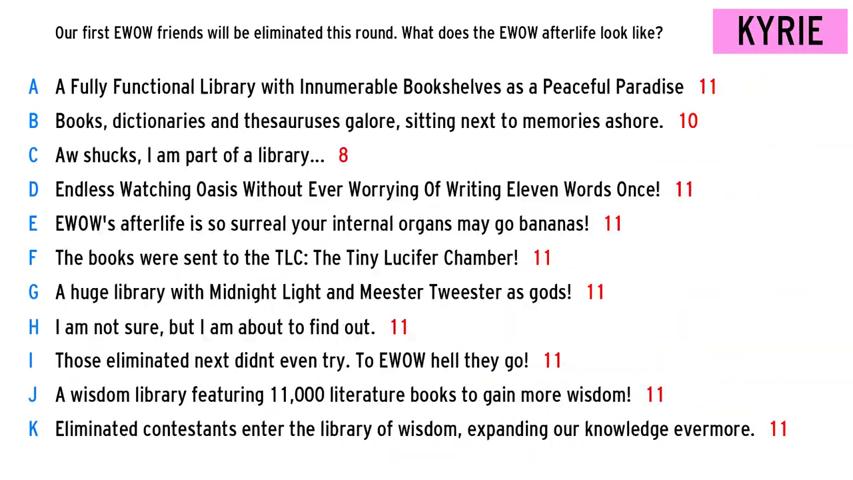 Our first EWOW friends will be eliminated this round. What does the EWOW afterlife look like?
KYRIE
A A Fully Functional Library with Innumerable Bookshelves as a Peaceful Paradise 11
B Books, dictionaries and thesauruses galore, sitting next to memories ashore. 10
C Aw shucks, I am part of a library... 8
D Endless Watching Oasis Without Ever Worrying Of Writing Eleven Words Once! 11
E EWOW's afterlife is so surreal your internal organs may go bananas! 11
F The books were sent to the TLC: The Tiny Lucifer Chamber! 11
G A huge library with Midnight Light and Meester Tweester as gods! 11
H I am not sure, but I am about to find out. 11
I Those eliminated next didnt even try. To EWOW hell they go! 11
J A wisdom library featuring 11,000 literature books to gain more wisdom! 11
K Eliminated contestants enter the library of wisdom, expanding our knowledge evermore. 11